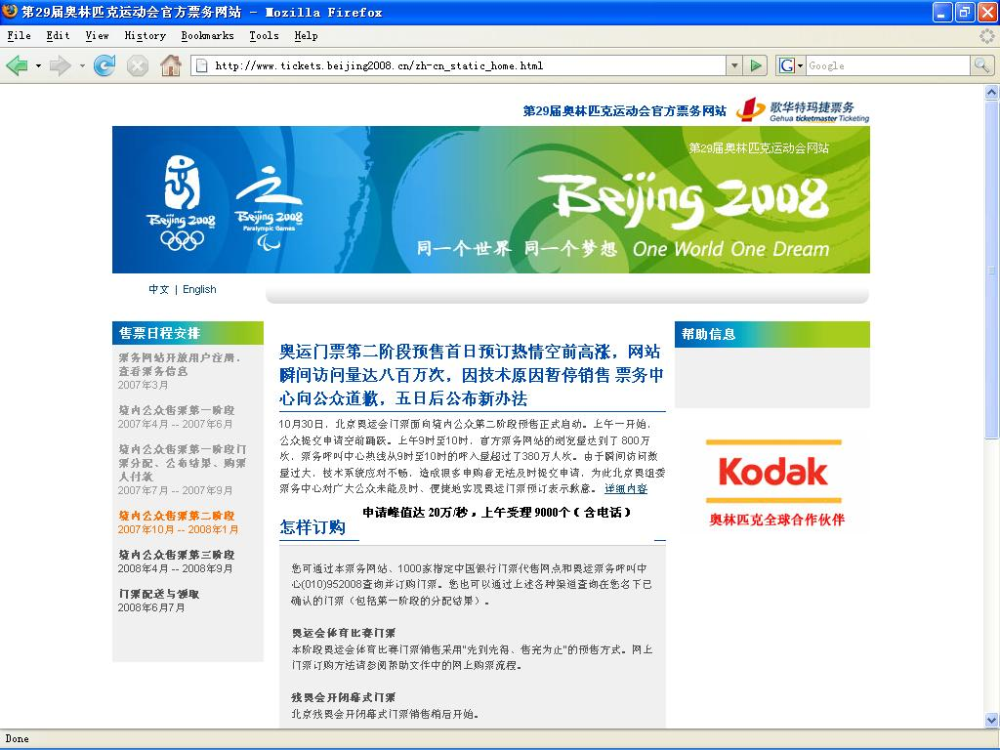 第29届奥林匹克运动会官方票务网站 - Mozilla Firefox
File Edit View History Bookmarks Tools Help
http://www.tickets.beijing2008.cn/zh-cn_static_home.html
Google
第29届奥林匹克运动会官方票务网站
歌华特玛捷票务
Gehua ticketmaster Ticketing
第29届奥林匹克运动会网站
Beijing 2008
Beijing 2008
Paralympic Games
Beijing 2008
同一个世界 同一个梦想 One World One Dream
中文 | English
售票日程安排
票务网站开放用户注册，
查看票务信息
2007年3月
境内公众售票第一阶段
2007年4月 -- 2007年6月
境内公众售票第一阶段门
票分配、公布结果、购票
人付款
2007年7月 -- 2007年9月
境内公众售票第二阶段
2007年10月 -- 2008年1月
境内公众售票第三阶段
2008年4月 -- 2008年9月
门票配送与领取
2008年6月7月
奥运门票第二阶段预售首日预订热情空前高涨，网站
瞬间访问量达八百万次，因技术原因暂停销售 票务中
心向公众道歉，五日后公布新办法
10月30日，北京奥运会门票面向境内公众第二阶段预售正式启动。上午一开始，
公众提交申请空前踊跃。上午9时至10时，官方票务网站的浏览量达到了 800万
次，票务呼叫中心热线从9时至10时的呼入量超过了380万人次。由于瞬间访问数
量过大，技术系统应对不畅，造成很多申购者无法及时提交申请，为此北京奥组委
票务中心对广大公众未能及时、便捷地实现奥运门票预订表示歉意。 详细内容
申请峰值达 20万/秒，上午受理 9000个（含电话）
怎样订购
您可通过本票务网站、1000家指定中国银行门票代售网点和奥运票务呼叫中
心(010)952008查询并订购门票。您也可以通过上述各种渠道查询在您名下已
确认的门票（包括第一阶段的分配结果）。
奥运会体育比赛门票
本阶段奥运会体育比赛门票销售采用"先到先得、售完为止"的预售方式。网上
门票订购方法请参阅帮助文件中的网上购票流程。
残奥会开闭幕式门票
北京残奥会开闭幕式门票销售稍后开始。
帮助信息
Kodak
奥林匹克全球合作伙伴
Done